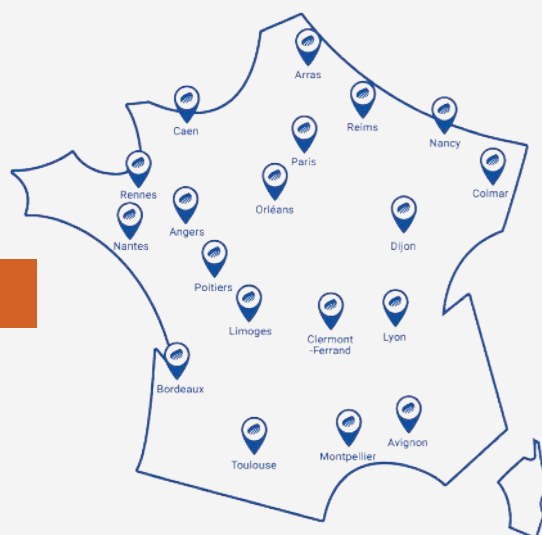 Arras
Caen
Reims
Nancy
Paris
Colmar
Rennes
Orléans
Angers
Nantes
Dijon
Poitiers
Limoges
Clermont
-Ferrand
Lyon
Bordeaux
Avignon
Montpellier
Toulouse